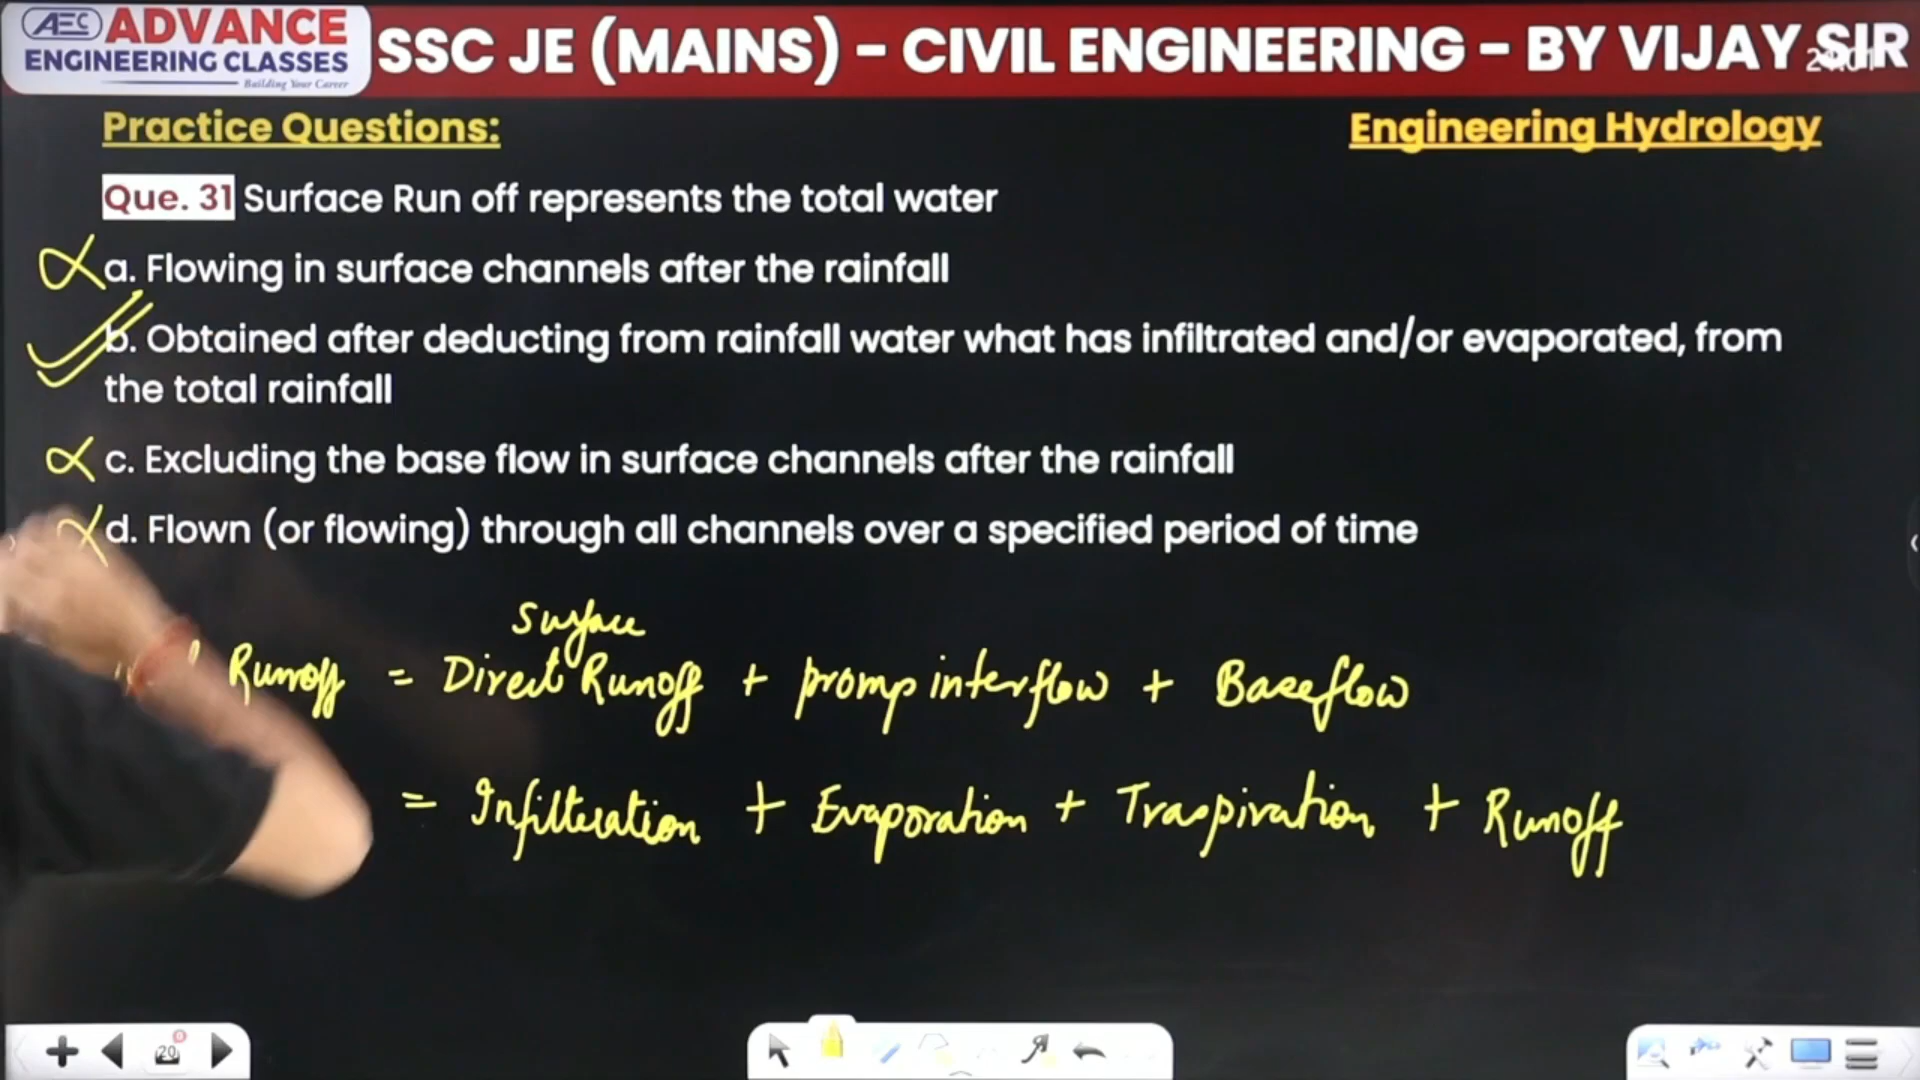 AEC ADVANCE
ENGINEERING CLASSES
Building Your Career
SSC JE (MAINS) - CIVIL ENGINEERING - BY VIJAY SIR
Practice Questions:
Engineering Hydrology
Que. 31 Surface Run off represents the total water
a. Flowing in surface channels after the rainfall
b. Obtained after deducting from rainfall water what has infiltrated and/or evaporated, from
the total rainfall
c. Excluding the base flow in surface channels after the rainfall
d. Flown (or flowing) through all channels over a specified period of time
Surface
Runoff = Direct Runoff + promp interflow + Baseflow
= Infilteration + Evaporation + Traspiration + Runoff
20